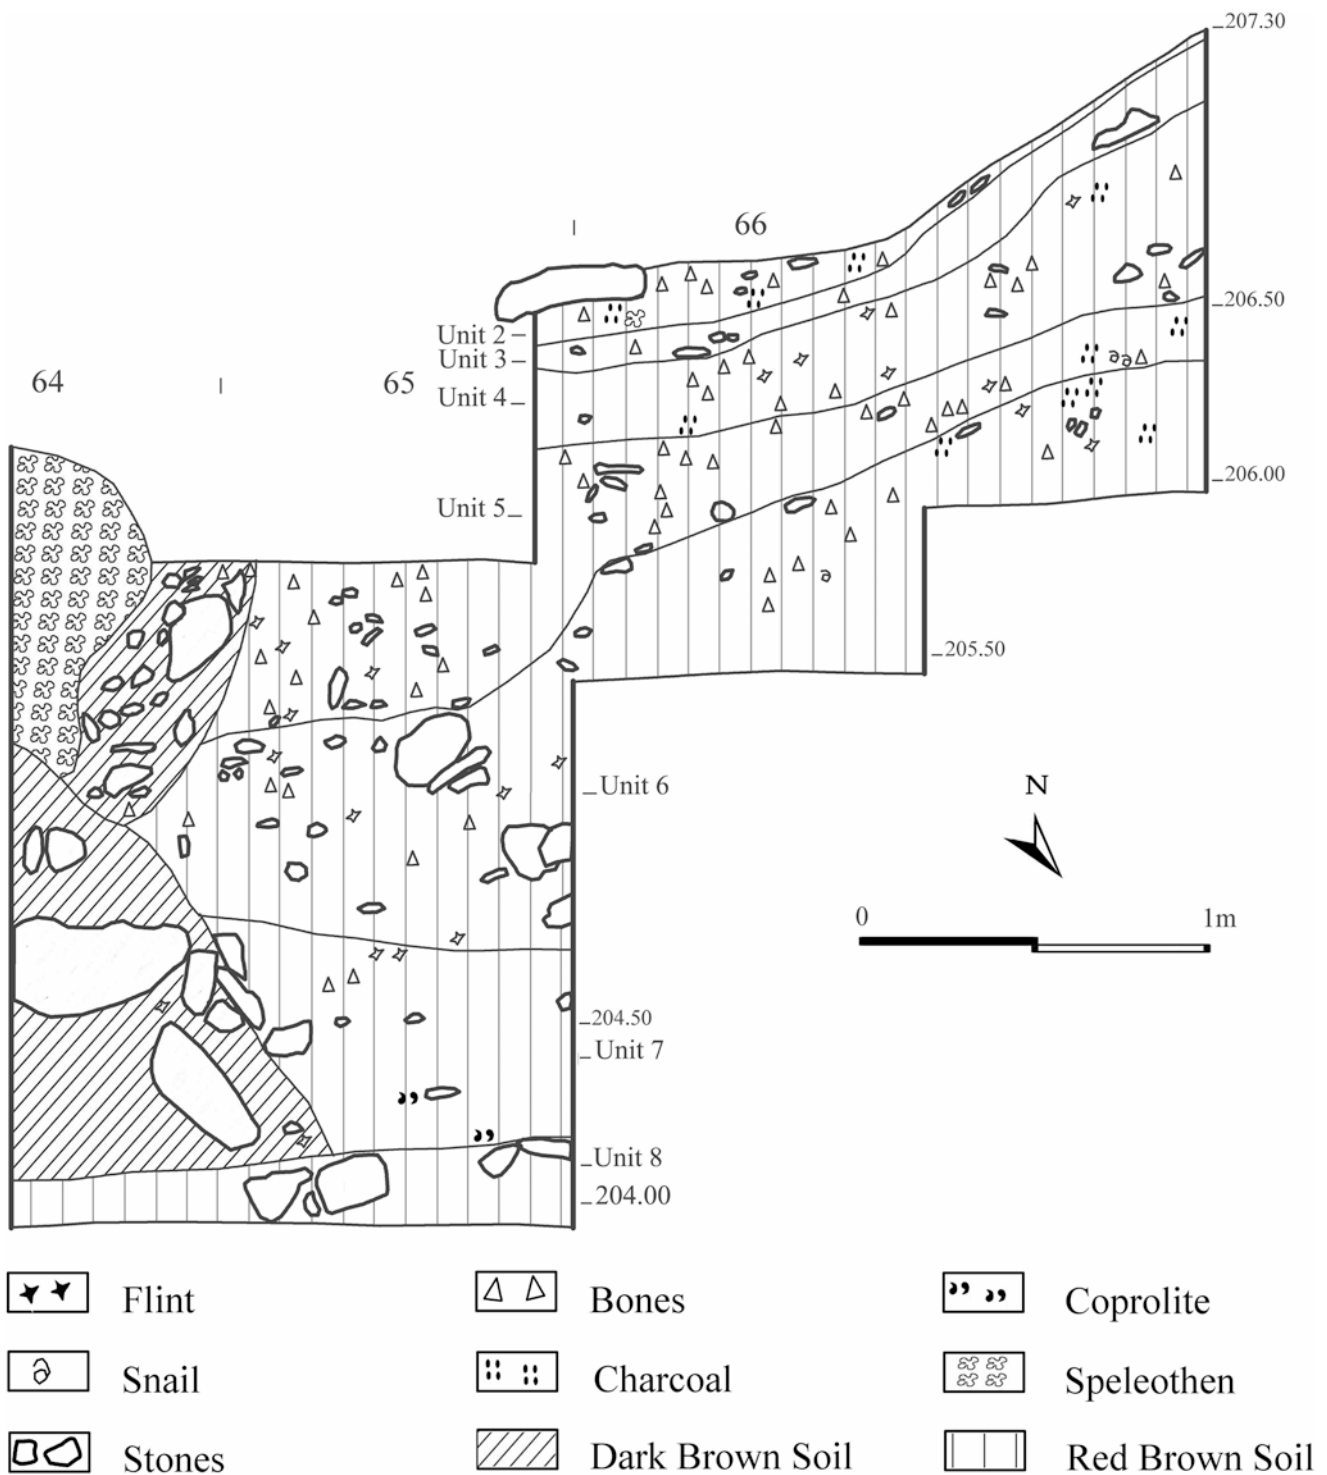 207.30
66
206.50
Unit 2
Unit 3
64
65
Unit 4
206.00
Unit 5
205.50
Unit 6
N
0 1m
204.50
Unit 7
Unit 8
204.00
Flint Bones Coprolite
Snail Charcoal Speleothen
Stones Dark Brown Soil Red Brown Soil